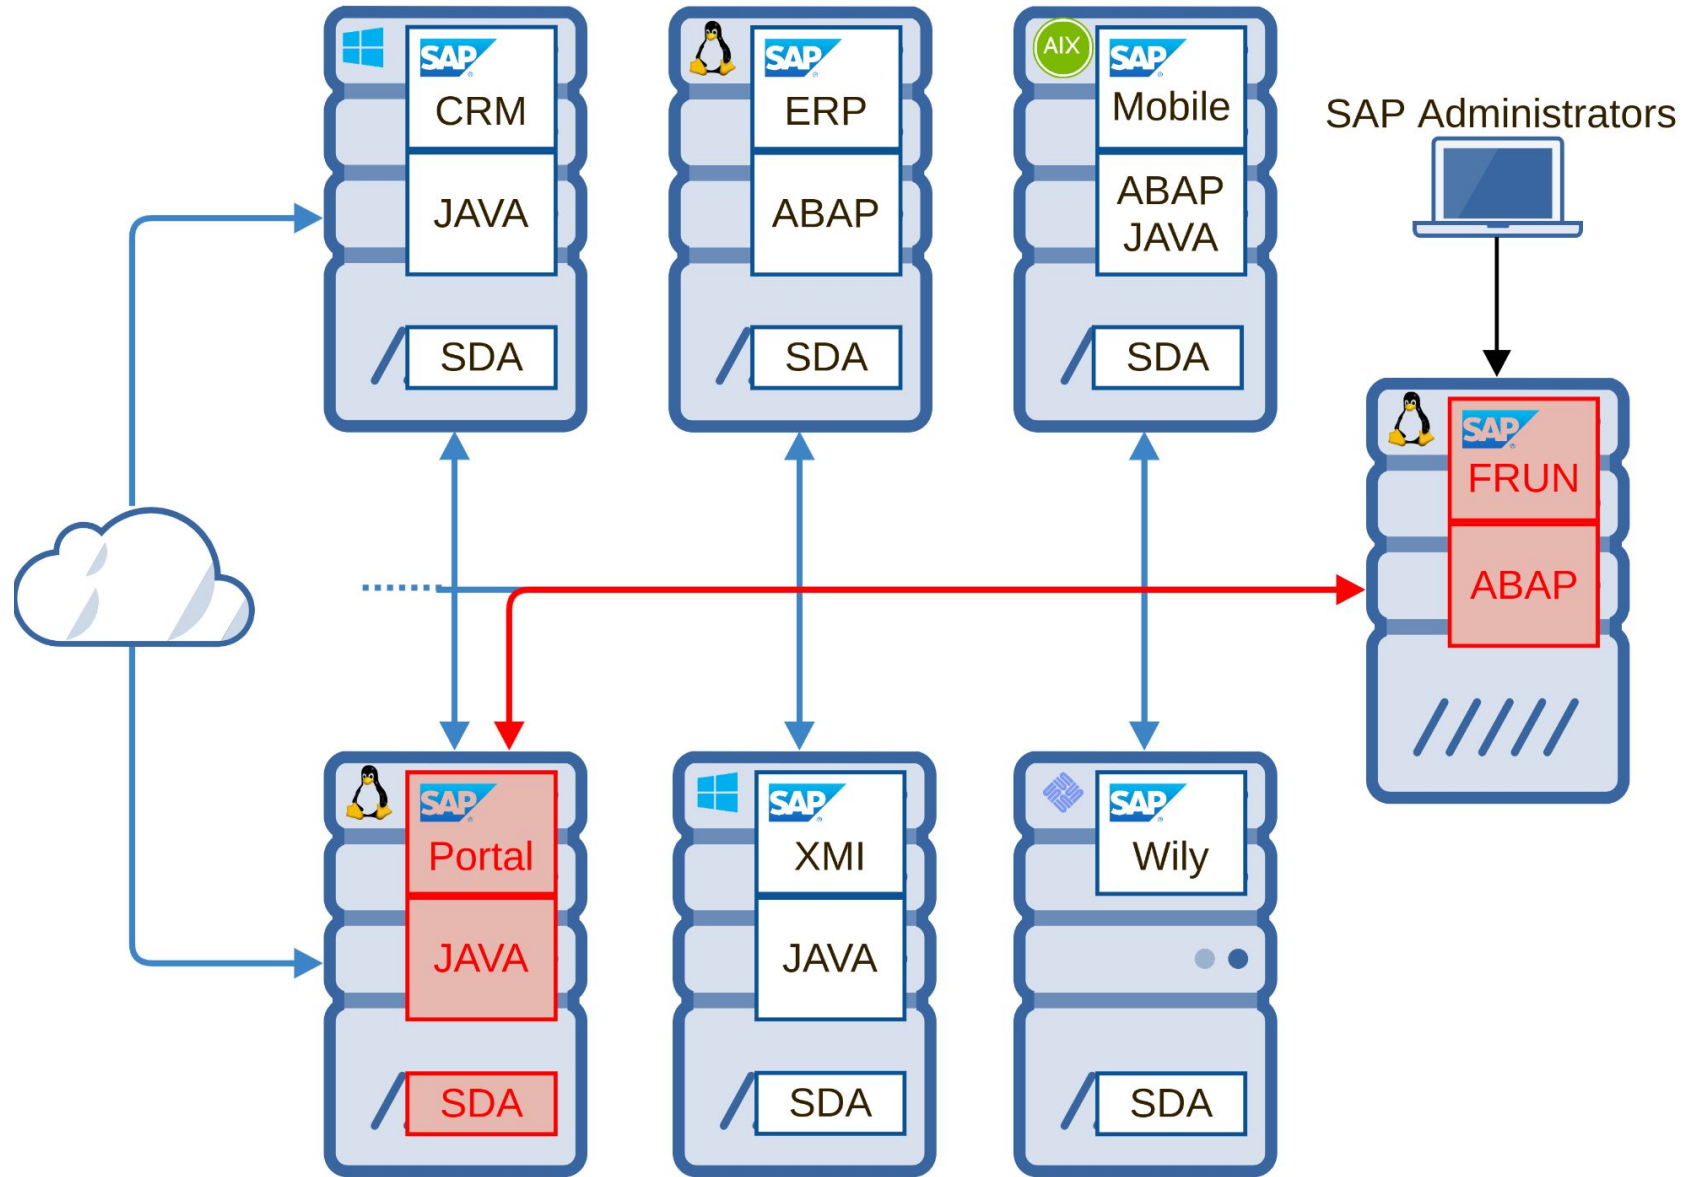 SAP
CRM
JAVA
SDA
SAP
ERP
ABAP
SDA
AIX
SAP
Mobile
ABAP
JAVA
SDA
SAP Administrators
SAP
FRUN
ABAP
SAP
Portal
JAVA
SDA
SAP
XMI
JAVA
SDA
SAP
Wily
SDA